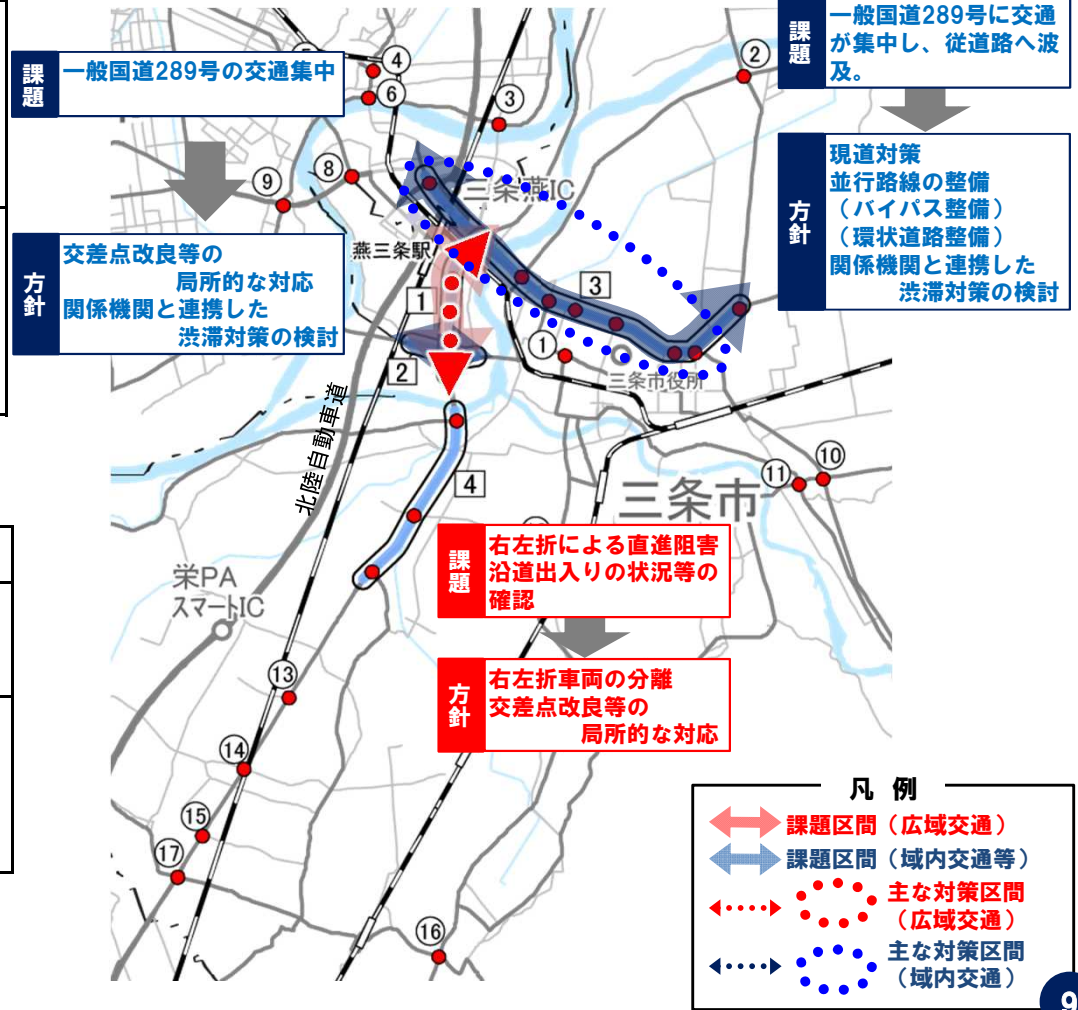 課題
一般国道289号の交通集中
方針
交差点改良等の
局所的な対応
関係機関と連携した
渋滞対策の検討
課題
一般国道289号に交通
が集中し、従道路へ波
及。
方針
現道対策
並行路線の整備
（バイパス整備）
（環状道路整備）
関係機関と連携した
渋滞対策の検討
4
6
3
2
8
9
三条燕IC
燕三条駅
1
3
2
1
三条市役所
北陸自動車道
4
三条市
11
10
課題
右左折による直進阻害
沿道出入りの状況等の
確認
方針
右左折車両の分離
交差点改良等の
局所的な対応
栄PA
スマートIC
13
14
15
17
16
凡 例
課題区間（広域交通）
課題区間（域内交通等）
主な対策区間
（広域交通）
主な対策区間
（域内交通）
9